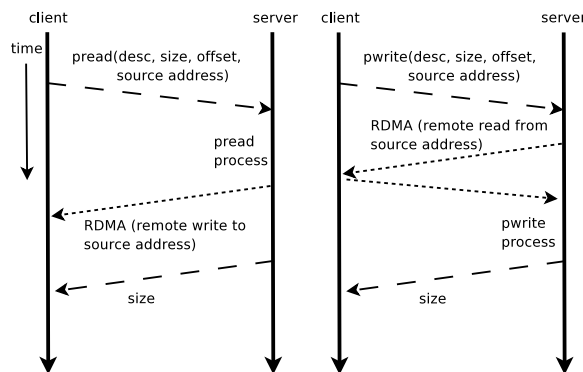 client
server
time
pread(desc, size, offset,
source address)
pread
process
RDMA (remote write to
source address)
size
client
server
pwrite(desc, size, offset,
source address)
RDMA (remote read from
source address)
pwrite
process
size